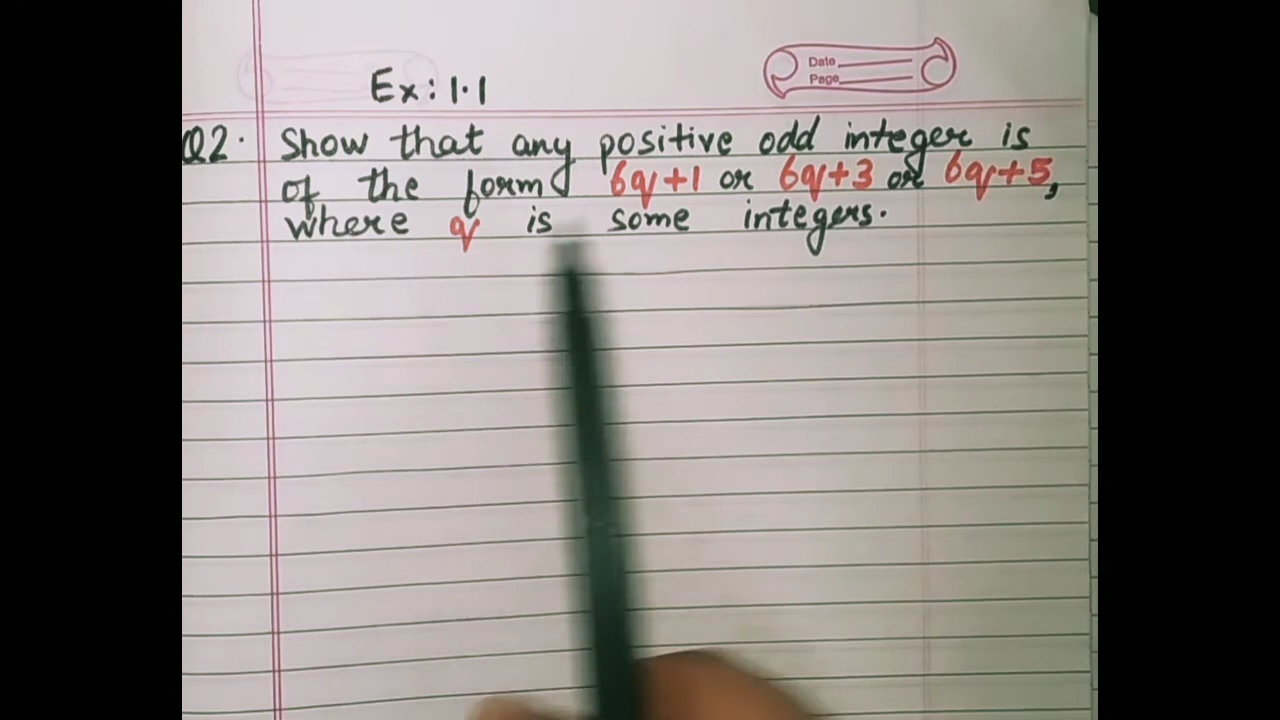 Date
Page
Ex: 1.1
Q2. Show that any positive odd integer is
of the form 6q+1 or 6q+3 or 6q+5,
where q is some integers.